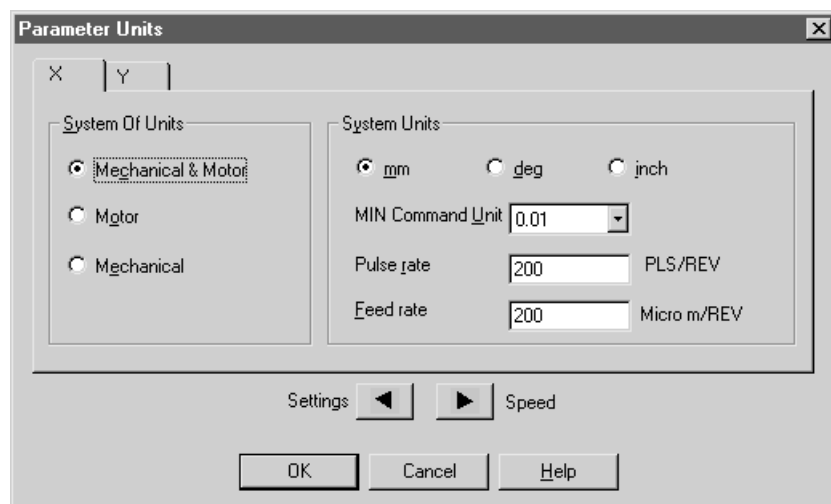 Parameter Units
X Y
System Of Units
Mechanical & Motor
Motor
Mechanical
System Units
mm deg inch
MIN Command Unit 0.01
Pulse rate 200 PLS/REV
Feed rate 200 Micro m/REV
Settings Speed
OK Cancel Help